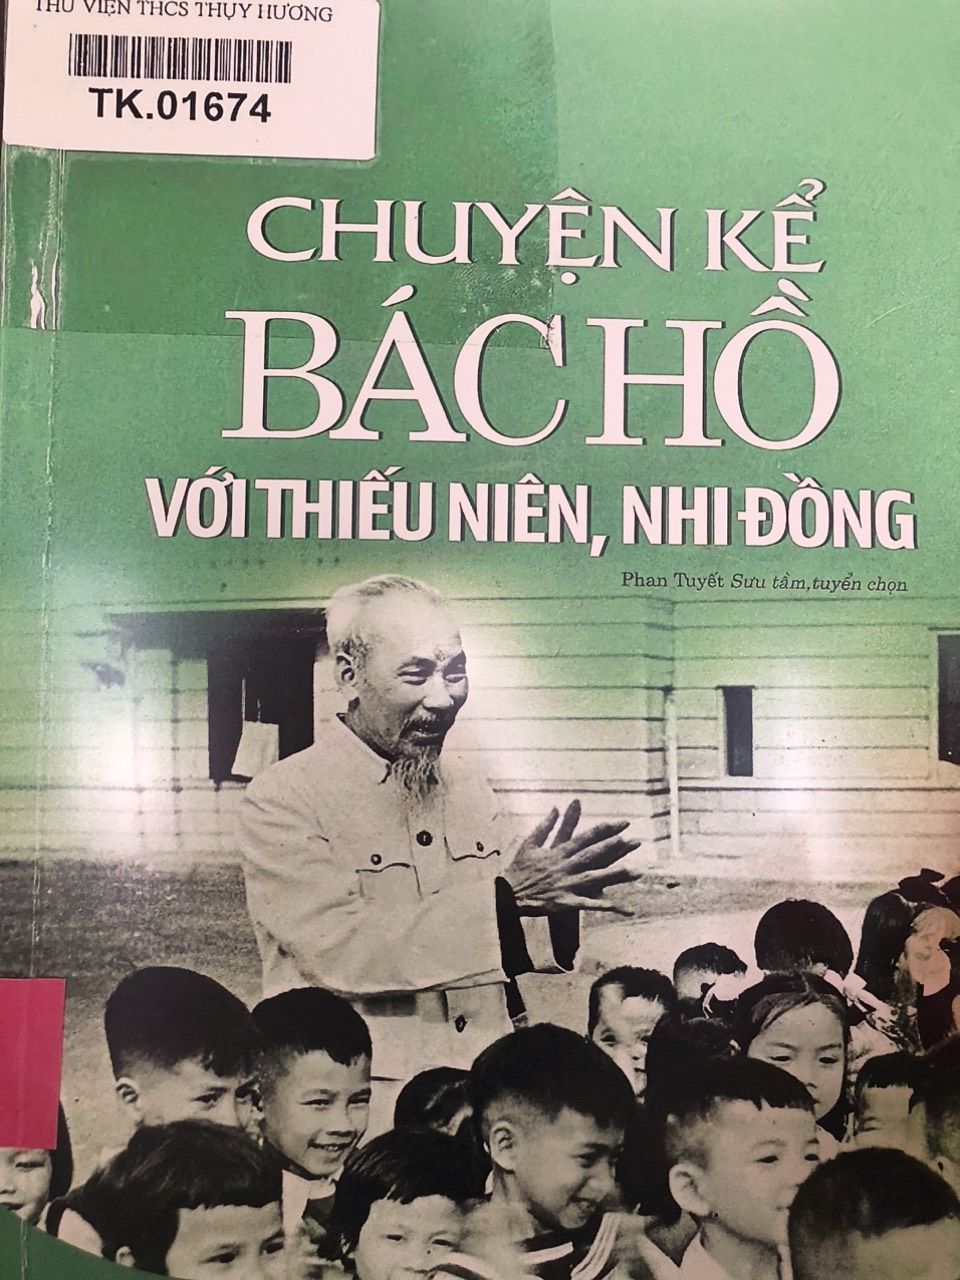 THƯ VIỆN THCS THỤY HƯƠNG
TK.01674
CHUYỆN KỂ
BÁC HỒ
VỚI THIẾU NIÊN, NHI ĐỒNG
Phan Tuyết Sưu tầm,tuyển chọn